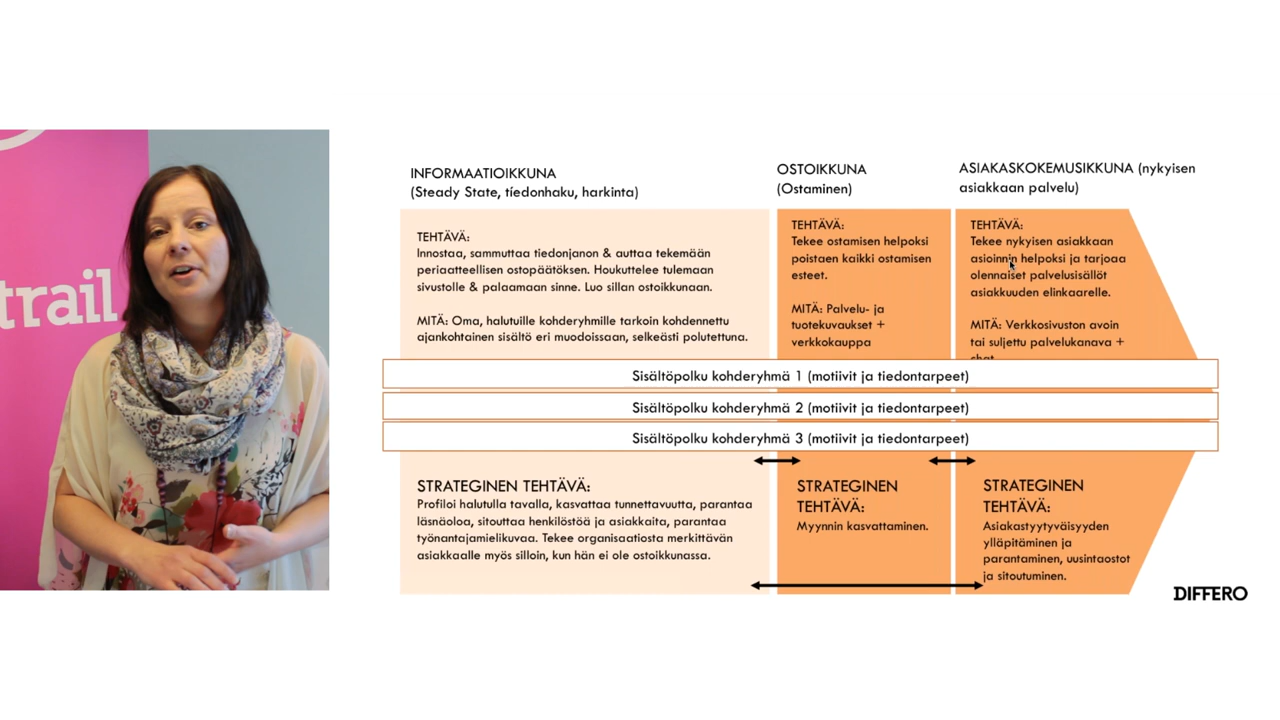 trail
INFORMAATIOIKKUNA
(Steady State, tíedonhaku, harkinta)
TEHTÄVÄ:
Innostaa, sammuttaa tiedonjanon & auttaa tekemään
periaatteellisen ostopäätöksen. Houkuttelee tulemaan
sivustolle & palaamaan sinne. Luo sillan ostoikkunaan.
MITÄ: Oma, halutuille kohderyhmille tarkoin kohdennettu
ajankohtainen sisältö eri muodoissaan, selkeästi polutettuna.
OSTOIKKUNA
(Ostaminen)
TEHTÄVÄ:
Tekee ostamisen helpoksi
poistaen kaikki ostamisen
esteet.
MITÄ: Palvelu- ja
tuotekuvaukset +
verkkokauppa
ASIAKASKOKEMUSIKKUNA (nykyisen
asiakkaan palvelu)
TEHTÄVÄ:
Tekee nykyisen asiakkaan
asioinnin helpoksi ja tarjoaa
olennaiset palvelusisällöt
asiakkuuden elinkaarelle.
MITÄ: Verkkosivuston avoin
tai suljettu palvelukanava +
chat
Sisältöpolku kohderyhmä 1 (motiivit ja tiedontarpeet)
Sisältöpolku kohderyhmä 2 (motiivit ja tiedontarpeet)
Sisältöpolku kohderyhmä 3 (motiivit ja tiedontarpeet)
STRATEGINEN TEHTÄVÄ:
Profiloi halutulla tavalla, kasvattaa tunnettavuutta, parantaa
läsnäoloa, sitouttaa henkilöstöä ja asiakkaita, parantaa
työnantajamielikuvaa. Tekee organisaatiosta merkittävän
asiakkaalle myös silloin, kun hän ei ole ostoikkunassa.
STRATEGINEN
TEHTÄVÄ:
Myynnin kasvattaminen.
STRATEGINEN
TEHTÄVÄ:
Asiakastyytyväisyyden
ylläpitäminen ja
parantaminen, uusintaostot
ja sitoutuminen.
DIFFERO